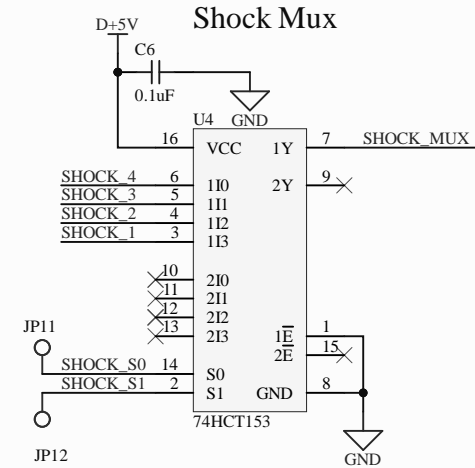 Shock Mux
D+5V
C6
0.1uF
GND
U4
16 VCC 1Y 7 SHOCK_MUX
SHOCK_4 6 1I0 2Y 9
SHOCK_3 5 1I1
SHOCK_2 4 1I2
SHOCK_1 3 1I3
10 2I0
11 2I1
12 2I2
13 2I3
JP11
1E 1
2E 15
SHOCK_S0 14 S0
SHOCK_S1 2 S1 GND 8
74HCT153
JP12
GND